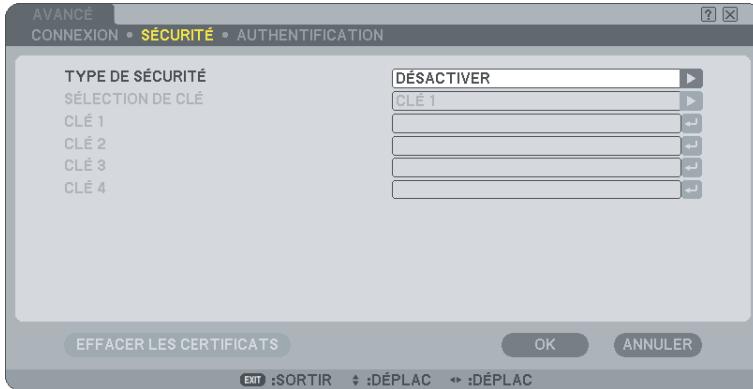 AVANCÉ
CONNEXION • SÉCURITÉ • AUTHENTIFICATION
TYPE DE SÉCURITÉ DÉSACTIVER
SÉLECTION DE CLÉ CLÉ 1
CLÉ 1
CLÉ 2
CLÉ 3
CLÉ 4
EFFACER LES CERTIFICATS OK ANNULER
EXIT :SORTIR :DÉPLAC :DÉPLAC